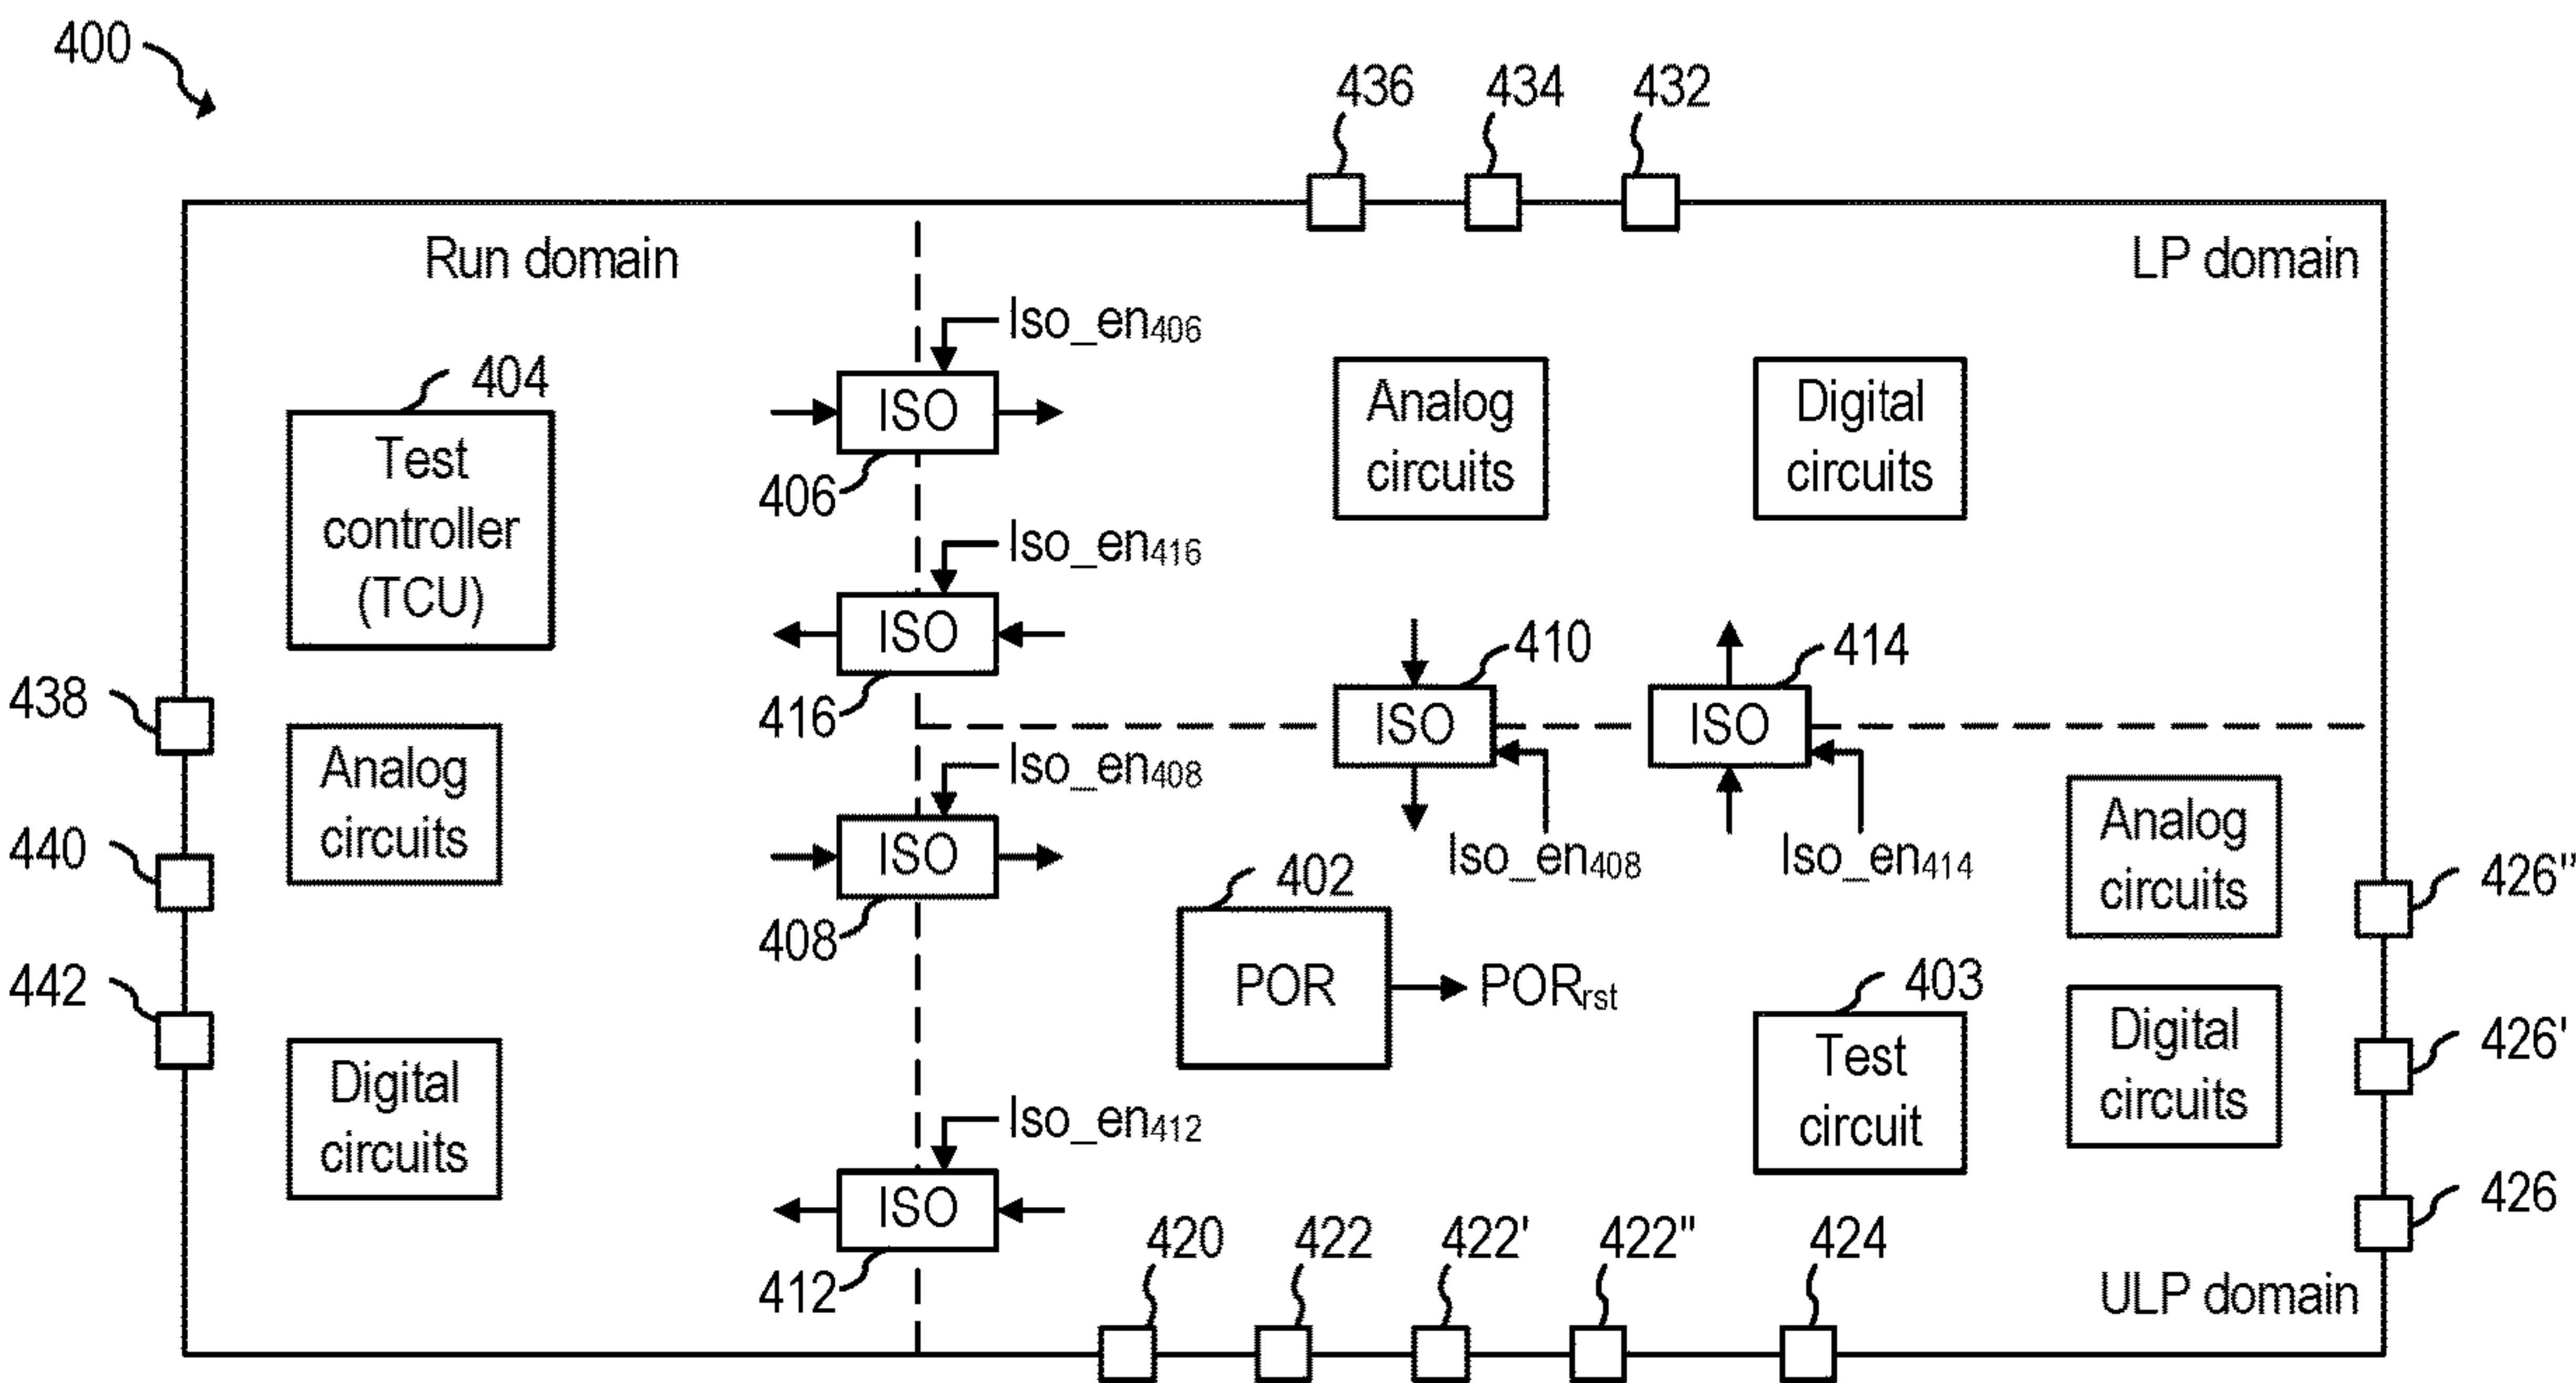 400
436
434
432
Run domain
LP domain
Iso_en406
404
ISO
406
Test
controller
(TCU)
Analog
circuits
Digital
circuits
Iso_en416
ISO
416
410
414
ISO
ISO
438
Iso_en408
Iso_en408
Iso_en414
Analog
circuits
ISO
408
440
442
402
POR
PORrst
Analog
circuits
426"
403
Test
circuit
Digital
circuits
426'
Digital
circuits
Iso_en412
ISO
412
426
420
422
422'
422"
424
ULP domain